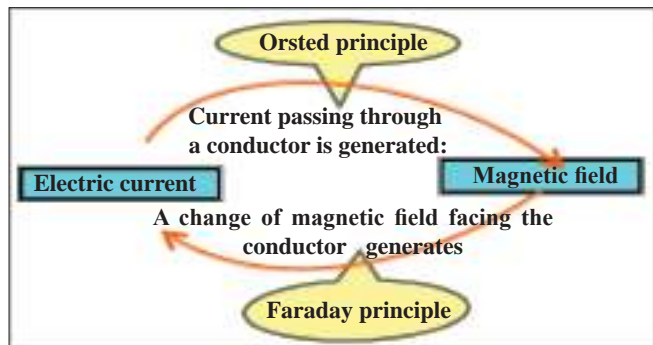 Orsted principle
Current passing through
a conductor is generated:
Electric current
Magnetic field
A change of magnetic field facing the
conductor generates
Faraday principle